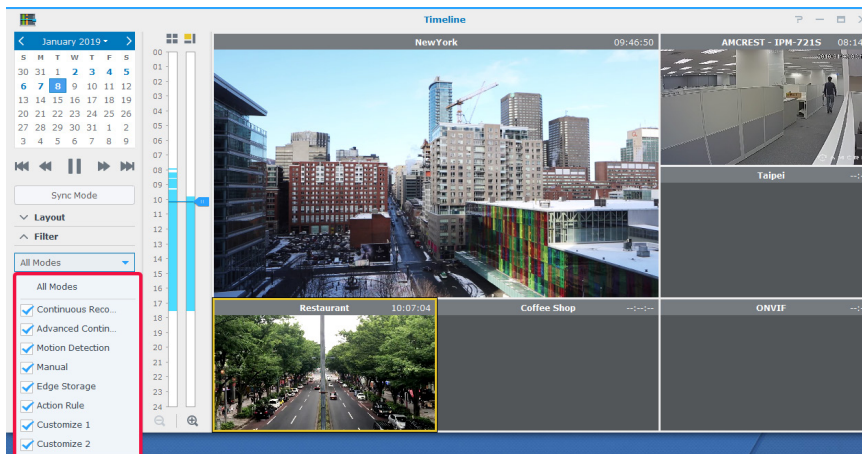 Timeline
January 2019
S M T W T F S
30 31 1 2 3 4 5
6 7 8 9 10 11 12
13 14 15 16 17 18 19
20 21 22 23 24 25 26
27 28 29 30 31 1 2
3 4 5 6 7 8 9
Sync Mode
Layout
Filter
All Modes
All Modes
Continuous Reco...
Advanced Contin...
Motion Detection
Manual
Edge Storage
Action Rule
Customize 1
Customize 2
00
01
02
03
04
05
06
07
08
09
10
11
12
13
14
15
16
17
18
19
20
21
22
23
24
NewYork 09:46:50
AMCREST - IPM-721S 08:14
Taipei --:
Restaurant 10:07:04
Coffee Shop --:--:--
ONVIF --: